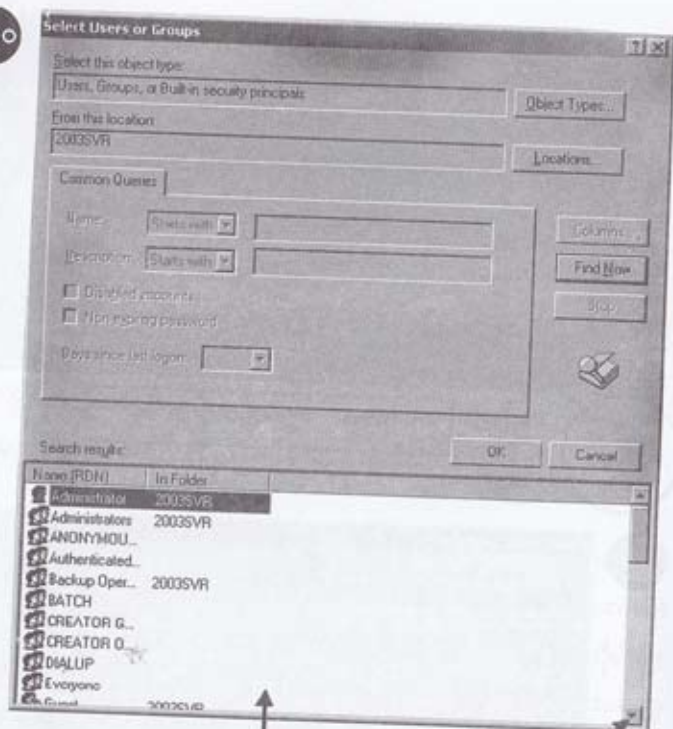 Select Users or Groups
Select this object type:
Users, Groups, or Built-in security principals
Object Types...
From this location:
2003SVR
Locations...
Common Queries
Name: Starts with
Columns...
Description: Starts with
Find Now
Disabled accounts
Stop
Non expiring password
Days since last logon:
Search results:
OK
Cancel
Name (RDN) In Folder
Administrator 2003SVR
Administrators 2003SVR
ANONYMOU...
Authenticated...
Backup Oper... 2003SVR
BATCH
CREATOR G...
CREATOR O...
DIALUP
Everyone
Guest 2003SVR